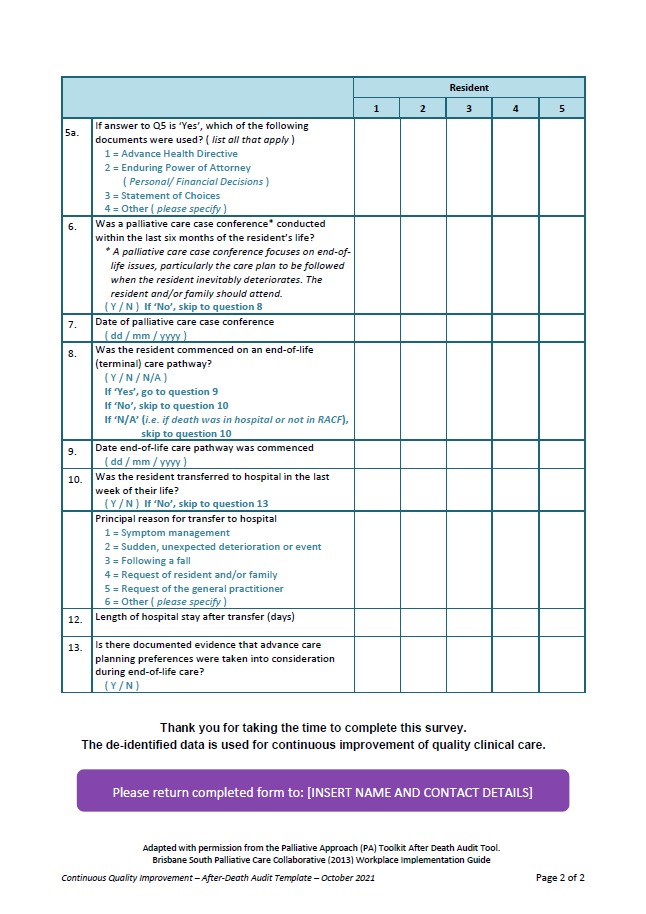 Resident
1 2 3 4 5
5a. If answer to Q5 is ‘Yes’, which of the following
documents were used? ( list all that apply )
1 = Advance Health Directive
2 = Enduring Power of Attorney
( Personal/ Financial Decisions )
3 = Statement of Choices
4 = Other ( please specify )
6. Was a palliative care case conference* conducted
within the last six months of the resident’s life?
* A palliative care case conference focuses on end-of-
life issues, particularly the care plan to be followed
when the resident inevitably deteriorates. The
resident and/or family should attend.
( Y / N ) If ‘No’, skip to question 8
7. Date of palliative care case conference
( dd / mm / yyyy )
8. Was the resident commenced on an end-of-life
(terminal) care pathway?
( Y / N / N/A )
If ‘Yes’, go to question 9
If ‘No’, skip to question 10
If ‘N/A’ (i.e. if death was in hospital or not in RACF),
skip to question 10
9. Date end-of-life care pathway was commenced
( dd / mm / yyyy )
10. Was the resident transferred to hospital in the last
week of their life?
( Y / N ) If ‘No’, skip to question 13
Principal reason for transfer to hospital
1 = Symptom management
2 = Sudden, unexpected deterioration or event
3 = Following a fall
4 = Request of resident and/or family
5 = Request of the general practitioner
6 = Other ( please specify )
12. Length of hospital stay after transfer (days)
13. Is there documented evidence that advance care
planning preferences were taken into consideration
during end-of-life care?
( Y / N )
Thank you for taking the time to complete this survey.
The de-identified data is used for continuous improvement of quality clinical care.
Please return completed form to: [INSERT NAME AND CONTACT DETAILS]
Adapted with permission from the Palliative Approach (PA) Toolkit After Death Audit Tool.
Brisbane South Palliative Care Collaborative (2013) Workplace Implementation Guide
Continuous Quality Improvement – After-Death Audit Template – October 2021 Page 2 of 2